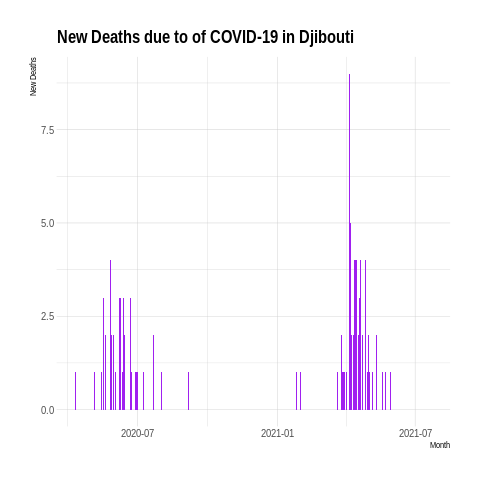 New Deaths due to of COVID-19 in Djibouti
New Deaths
7.5
5.0
2.5
0.0
2020-07
2021-01
2021-07
Month